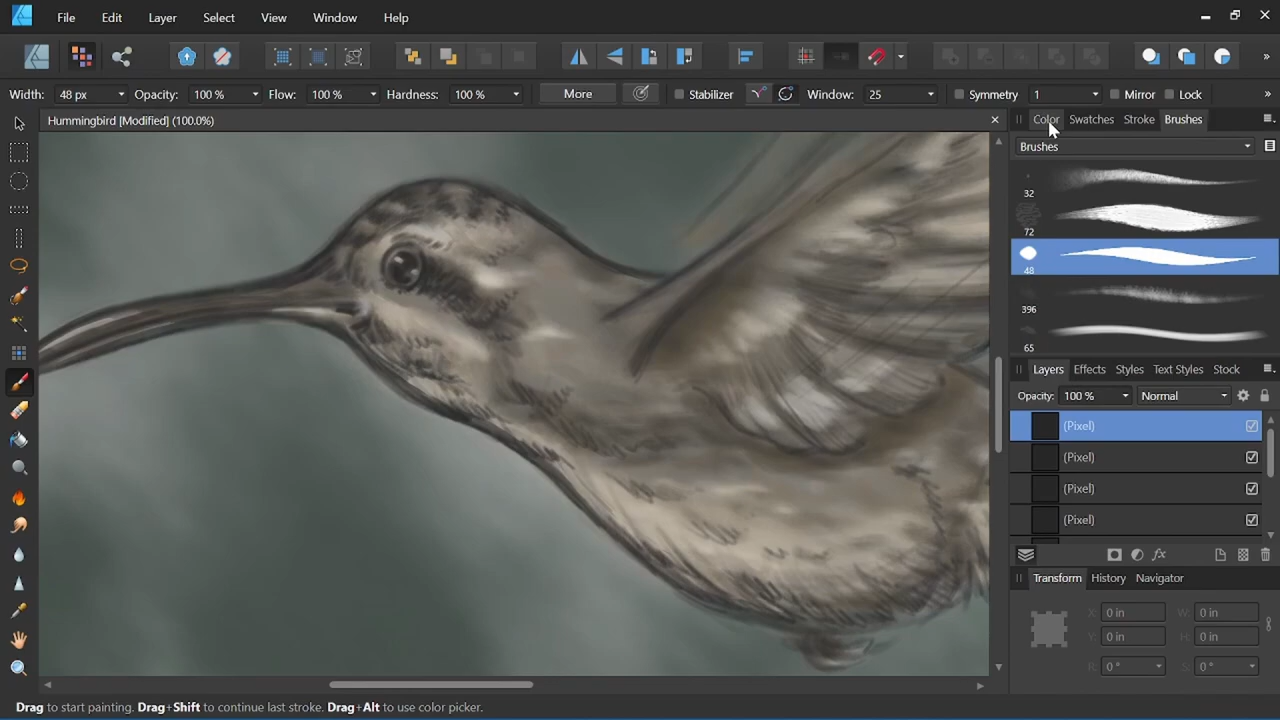 File Edit Layer Select View Window Help
Width: 48 px Opacity: 100 % Flow: 100 % Hardness: 100 % More Stabilizer Window: 25 Symmetry 1 Mirror Lock
Hummingbird [Modified] (100.0%)
Color Swatches Stroke Brushes
Brushes
32
72
48
396
65
Layers Effects Styles Text Styles Stock
Opacity: 100 % Normal
(Pixel)
(Pixel)
(Pixel)
(Pixel)
Transform History Navigator
X: 0 in W: 0 in
Y: 0 in H: 0 in
R: 0 ° S: 0 °
Drag to start painting. Drag+Shift to continue last stroke. Drag+Alt to use color picker.